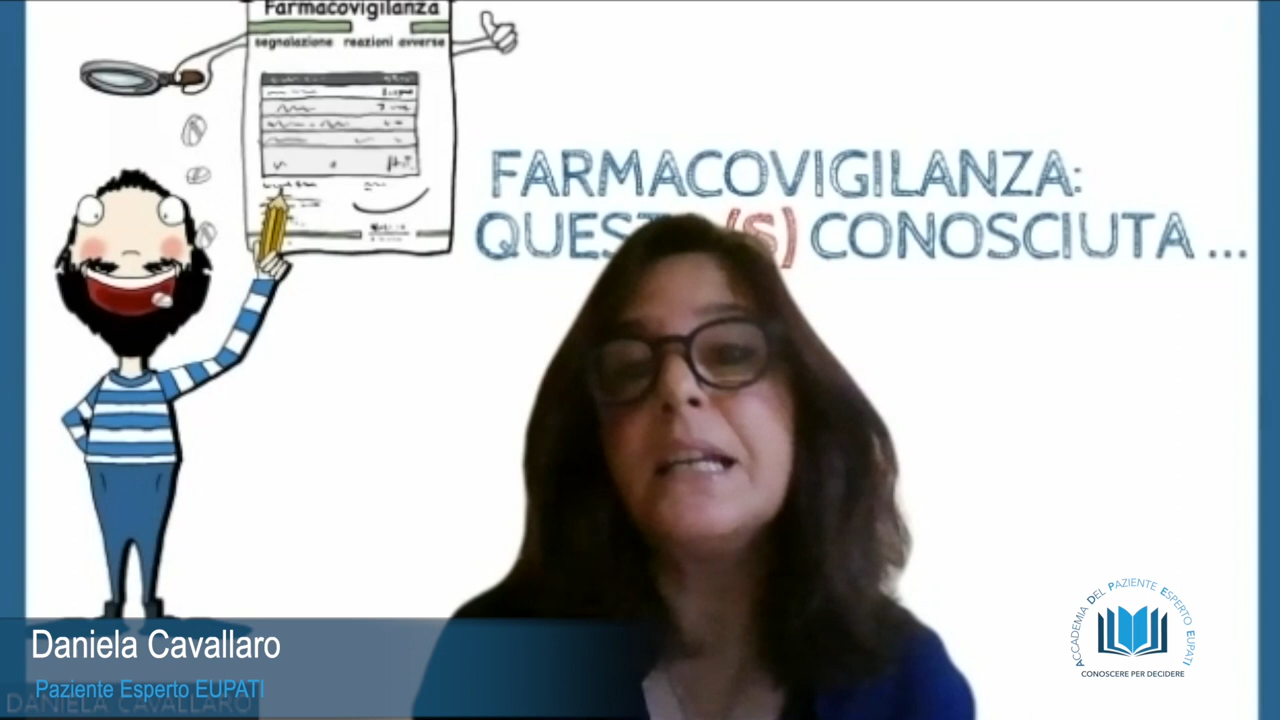 Farmacovigilanza
segnalazione reazioni avverse
FARMACOVIGILANZA:
(S) CONOSCIUTA ...
Daniela Cavallaro
Paziente Esperto EUPATI
DANIELA CAVALLARO
ACCADEMIA DEL PAZIENTE ESPERTO EUPATI
CONOSCERE PER DECIDERE